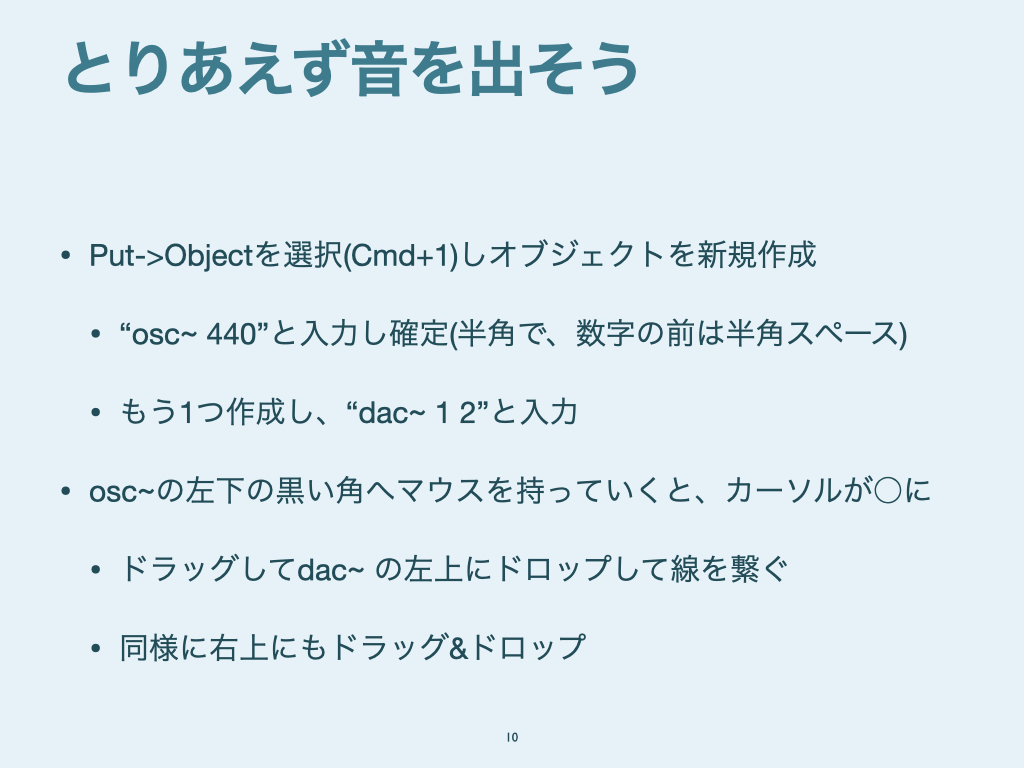 とりあえず音を出そう
• Put->Objectを選択(Cmd+1)しオブジェクトを新規作成
• “osc~ 440”と入力し確定(半角で、数字の前は半角スペース)
• もう1つ作成し、“dac~ 1 2”と入力
• osc~の左下の黒い角へマウスを持っていくと、カーソルが○に
• ドラッグしてdac~ の左上にドロップして線を繋ぐ
• 同様に右上にもドラッグ&ドロップ
10